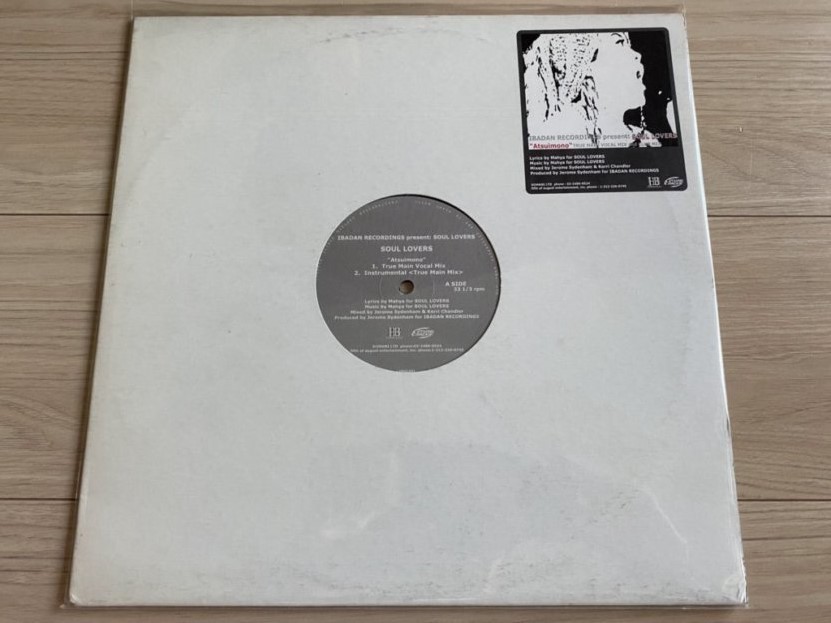 IBADAN RECORDINGS present: SOUL LOVERS
"Atsuimono" TRUE MAIN VOCAL MIX
Lyrics by Mahya for SOUL LOVERS
Music by Mahya for SOUL LOVERS
Mixed by Jerome Sydenham & Kerri Chandler
Produced by Jerome Sydenham for IBADAN RECORDINGS
IBADAN RECORDINGS present: SOUL LOVERS
SOUL LOVERS
"Atsuimono"
1. True Main Vocal Mix
2. Instrumental <True Main Mix>
A SIDE
33 1/3 rpm
Lyrics by Mahya for SOUL LOVERS
Music by Mahya for SOUL LOVERS
Mixed by Jerome Sydenham & Kerri Chandler
Produced by Jerome Sydenham for IBADAN RECORDINGS